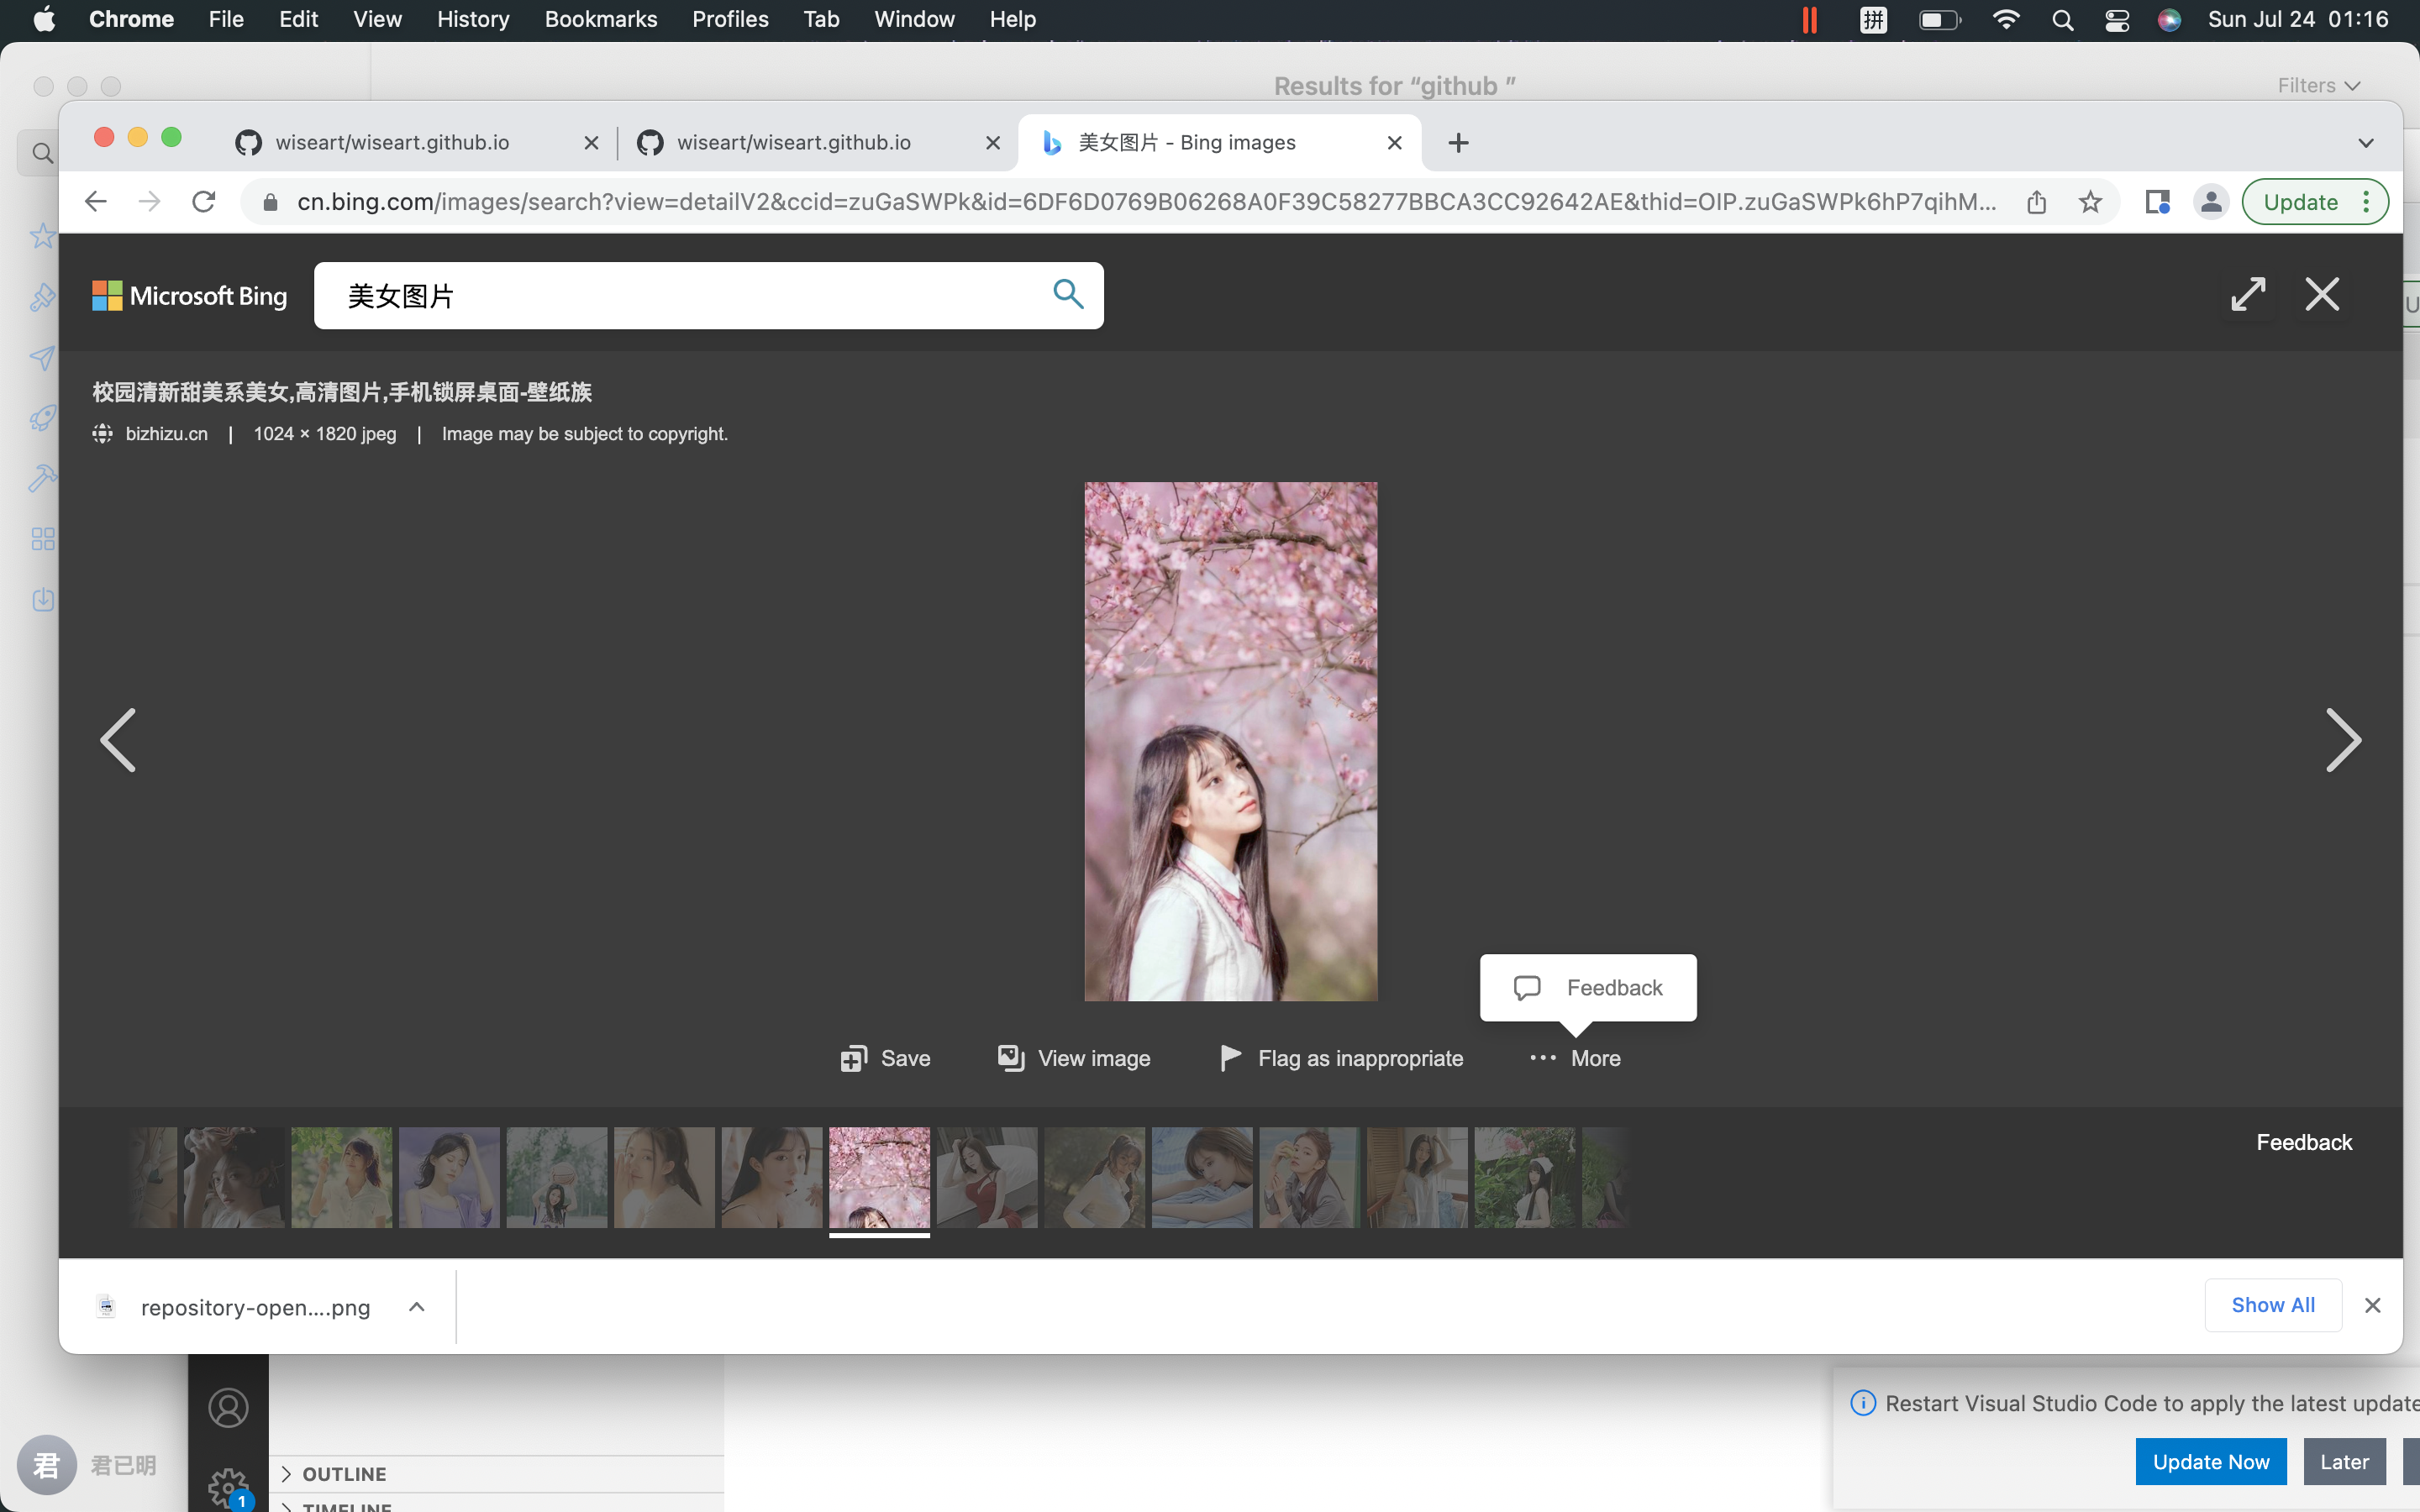 Chrome File Edit View History Bookmarks Profiles Tab Window Help
拼
Sun Jul 24 01:16
Results for “github ”
Filters
wiseart/wiseart.github.io
wiseart/wiseart.github.io
美女图片 - Bing images
cn.bing.com/images/search?view=detailV2&ccid=zuGaSWPk&id=6DF6D0769B06268A0F39C58277BBCA3CC92642AE&thid=OIP.zuGaSWPk6hP7qihM...
Update
Microsoft Bing
美女图片
校园清新甜美系美女,高清图片,手机锁屏桌面-壁纸族
bizhizu.cn | 1024 × 1820 jpeg | Image may be subject to copyright.
Feedback
Save
View image
Flag as inappropriate
More
Feedback
repository-open....png
Show All
Restart Visual Studio Code to apply the latest update
Update Now
Later
君
君已明
1
OUTLINE
TIMELINE